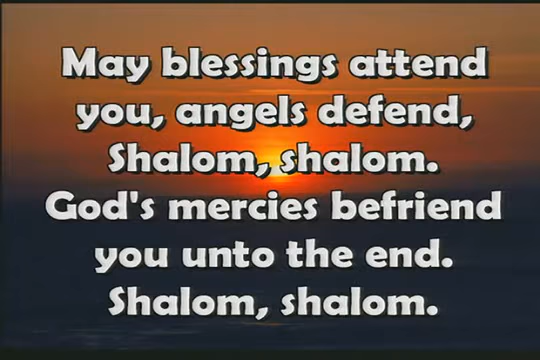 May blessings attend
you, angels defend,
Shalom, shalom.
God's mercies befriend
you unto the end.
Shalom, shalom.